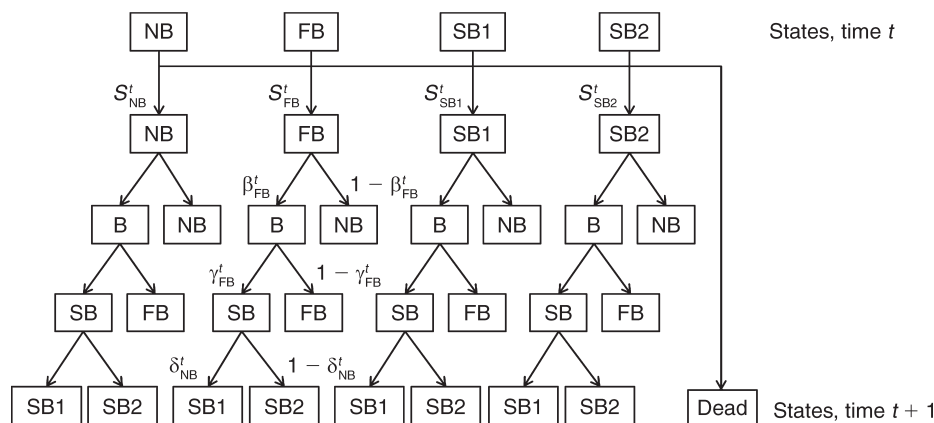 NB FB SB1 SB2 States, time t
S^t_NB S^t_FB S^t_SB1 S^t_SB2
NB FB SB1 SB2
β^t_FB 1 − β^t_FB
B NB B NB B NB B NB
γ^t_FB 1 − γ^t_FB
SB FB SB FB SB FB SB FB
δ^t_NB 1 − δ^t_NB
SB1 SB2 SB1 SB2 SB1 SB2 SB1 SB2 Dead States, time t + 1